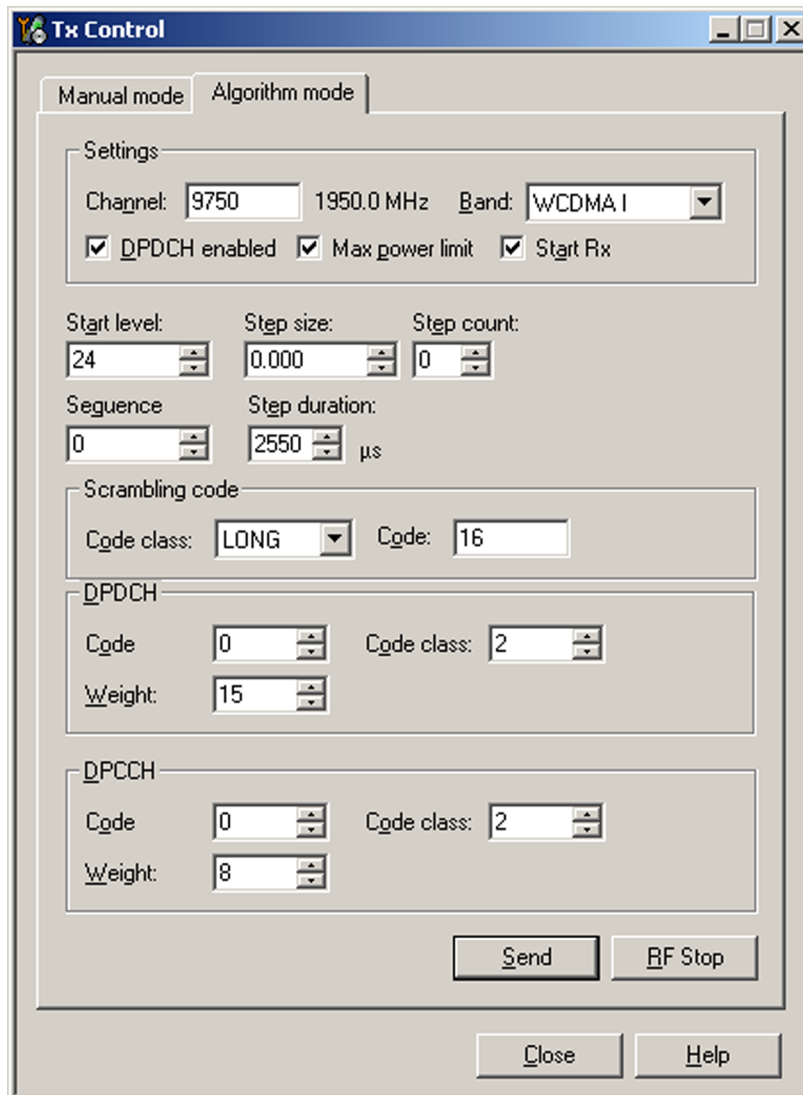 Tx Control
Manual mode Algorithm mode
Settings
Channel: 9750 1950.0 MHz Band: WCDMA I
DPDCH enabled Max power limit Start Rx
Start level: Step size: Step count:
24 0.000 0
Seguence Step duration:
0 2550 µs
Scrambling code
Code class: LONG Code: 16
DPDCH
Code 0 Code class: 2
Weight: 15
DPCCH
Code 0 Code class: 2
Weight: 8
Send RF Stop
Close Help